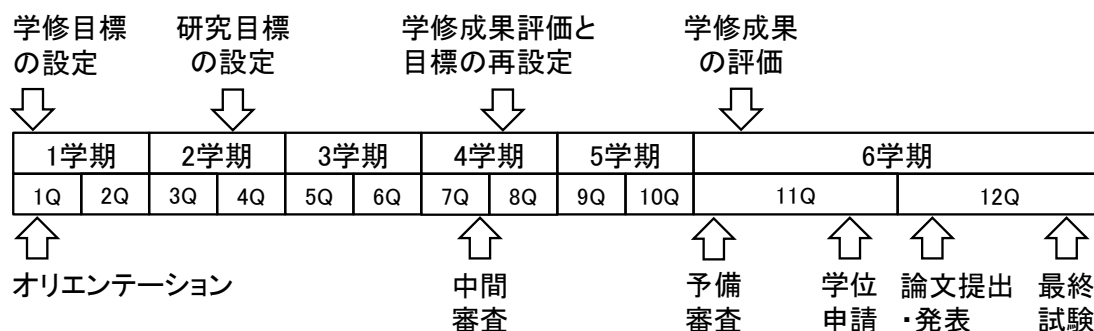 学修目標
の設定
研究目標
の設定
学修成果評価と
目標の再設定
学修成果
の評価
1学期 2学期 3学期 4学期 5学期 6学期
1Q 2Q 3Q 4Q 5Q 6Q 7Q 8Q 9Q 10Q 11Q 12Q
オリエンテーション
中間
審査
予備
審査
学位
申請
論文提出
・発表
最終
試験